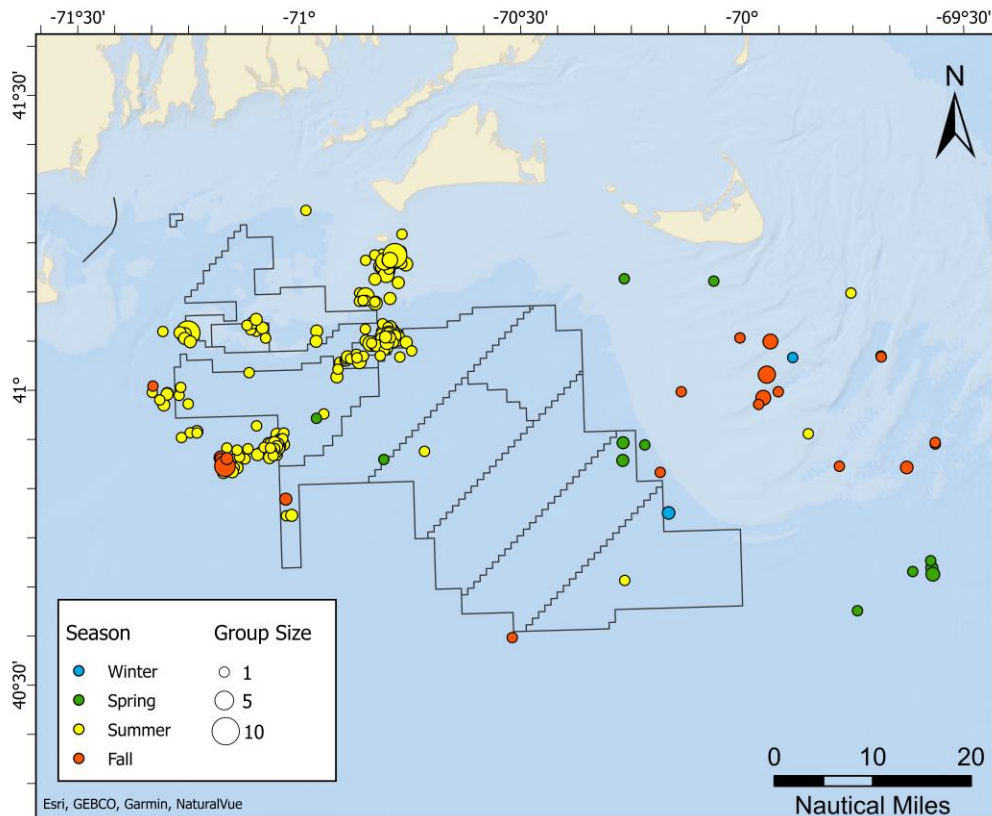 -71°30' -71° -70°30' -70° -69°30'
41°30'
41°
40°30'
N
Season Group Size
Winter 1
Spring 5
Summer 10
Fall
0 10 20
Nautical Miles
Esri, GEBCO, Garmin, NaturalVue